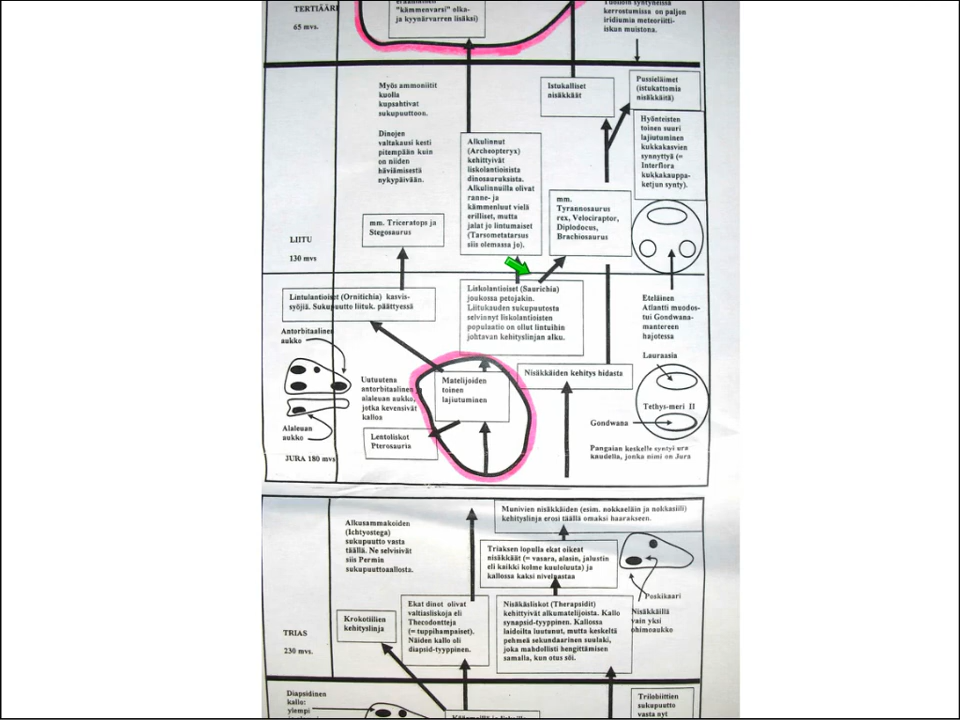 TERTIÄÄRI
65 mvs.
"kämmenvarsi" olka-
ja kyynärvarren lisäksi)
kerrostumissa on paljon
iridiumia meteoriitti-
iskun muistona.
Myös ammoniitit
kuolla
kupsahtivat
sukupuuttoon.
Dinojen
valtakausi kesti
pitempään kuin
on niiden
häviämisestä
nykypäivään.
Istukalliset
nisäkkäät
Pussieläimet
(istukattomia
nisäkkäitä)
Hyönteisten
toinen suuri
lajiutuminen
kukkakasvien
synnyttyä (=
Interflora
kukkakauppa-
ketjun synty).
Alkulinnut
(Archeopteryx)
kehittyivät
liskolantioisista
dinosauruksista.
Alkulinnuilla olivat
ranne- ja
kämmenluut vielä
erilliset, mutta
jalat jo lintumaiset
(Tarsometatarsus
siis olemassa jo).
mm.
Tyrannosaurus
rex, Velociraptor,
Diplodocus,
Brachiosaurus
mm. Triceratops ja
Stegosaurus
LIITU
130 mvs
Lintulantioiset (Ornitichia) kasvis-
syöjiä. Sukupuutto liituk. päättyessä
Liskolantioiset (Saurichia)
joukossa petojakin.
Liitukauden sukupuutosta
selvinnyt liskolantioisten
populaatio on ollut lintuihin
johtavan kehityslinjan alku.
Eteläinen
Atlantti muodos-
tui Gondwana-
mantereen
hajotessa
Antorbitaalinen
aukko
Uutuutena
antorbitaalinen ja
alaleuan aukko,
jotka kevensivät
kalloa
Matelijoiden
toinen
lajiutuminen
Nisäkkäiden kehitys hidasta
Lauraasia
Tethys-meri II
Gondwana
Alaleuan
aukko
Lentoliskot
Pterosauria
JURA 180 mvs
Pangaian keskelle syntyi ura
kaudella, jonka nimi on Jura
Munivien nisäkkäiden (esim. nokkaeläin ja nokkasiili)
kehityslinja erosi täällä omaksi haarakseen.
Alkusammakoiden
(Ichtyostega)
sukupuutto vasta
täällä. Ne selvisivät
siis Permin
sukupuuttoaallosta.
Triaksen lopulla ekat oikeat
nisäkkäät (= vasara, alasin, jalustin
eli kaikki kolme kuuloluuta) ja
kallossa kaksi nivelnastaa
Poskikaari
Nisäkkäillä
vain yksi
ohimoaukko
Ekat dinot olivat
valtiasliskoja eli
Thecodontteja
(= tuppihampaiset).
Näiden kallo oli
diapsid-tyyppinen.
Nisäkäsliskot (Therapsidit)
kehittyivät alkumatelijoista. Kallo
synapsid-tyyppinen. Kallossa
laidoilta luutunut, mutta keskeltä
pehmeä sekundaarinen suulaki,
joka mahdollisti hengittämisen
samalla, kun otus söi.
Krokotiilien
kehityslinja
TRIAS
230 mvs.
Diapsidinen
kallo:
ylempi
Trilobiittien
sukupuutto
vasta nyt